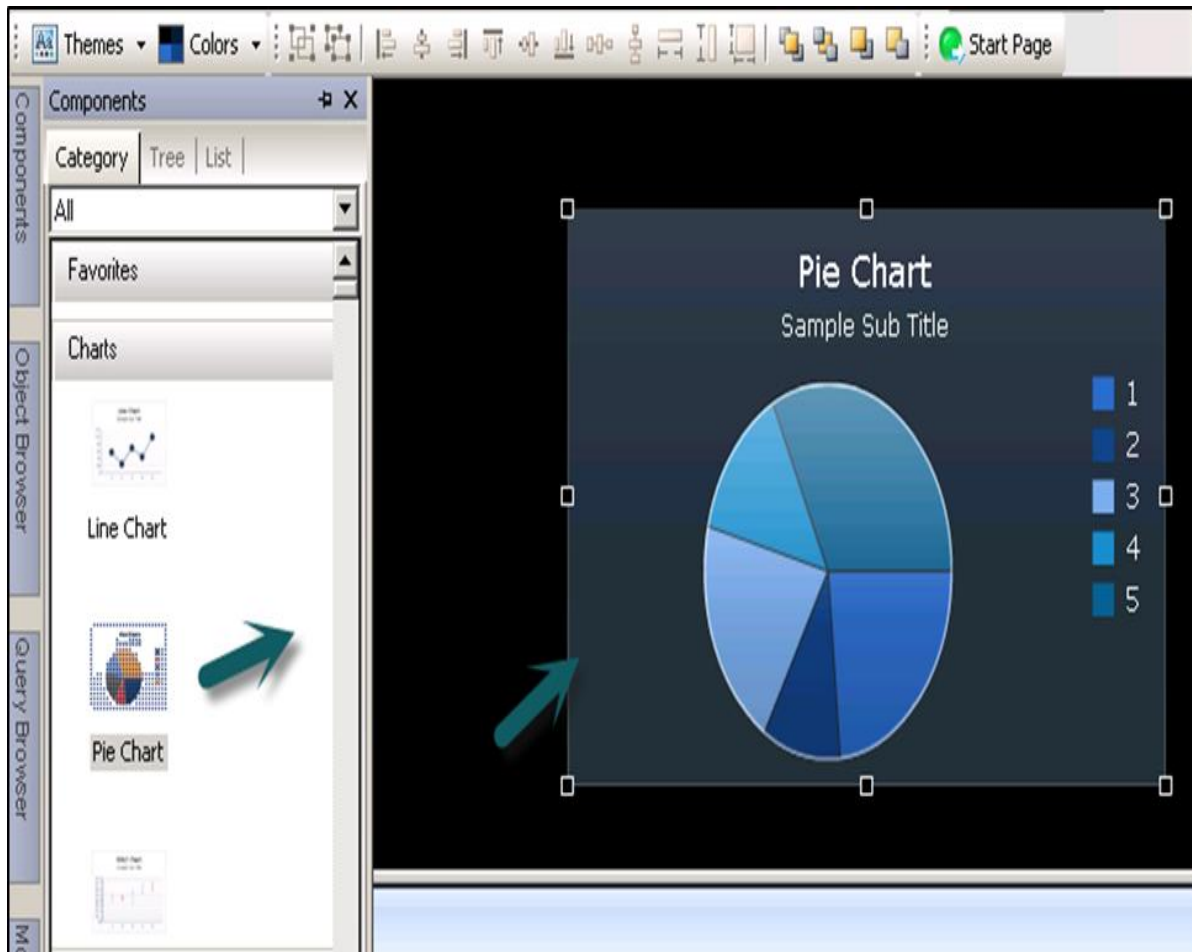 Themes Colors Start Page
Components
Category Tree List
All
Favorites
Charts
Line Chart
Pie Chart
Components
Object Browser
Query Browser
Pie Chart
Sample Sub Title
1
2
3
4
5